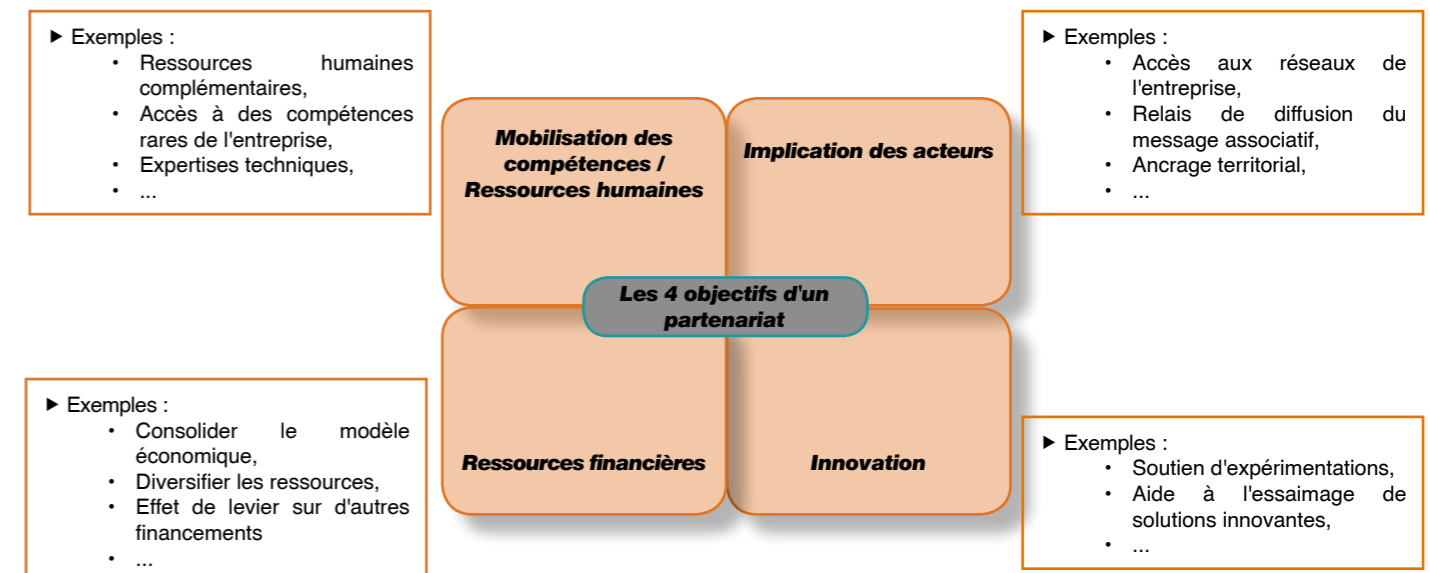 ▶ Exemples :
• Ressources humaines
complémentaires,
• Accès à des compétences
rares de l'entreprise,
• Expertises techniques,
• ...
▶ Exemples :
• Accès aux réseaux de
l'entreprise,
• Relais de diffusion du
message associatif,
• Ancrage territorial,
• ...
Mobilisation des
compétences /
Ressources humaines
Implication des acteurs
Les 4 objectifs d'un
partenariat
Ressources financières
Innovation
▶ Exemples :
• Consolider le modèle
économique,
• Diversifier les ressources,
• Effet de levier sur d'autres
financements
• ...
▶ Exemples :
• Soutien d'expérimentations,
• Aide à l'essaimage de
solutions innovantes,
• ...